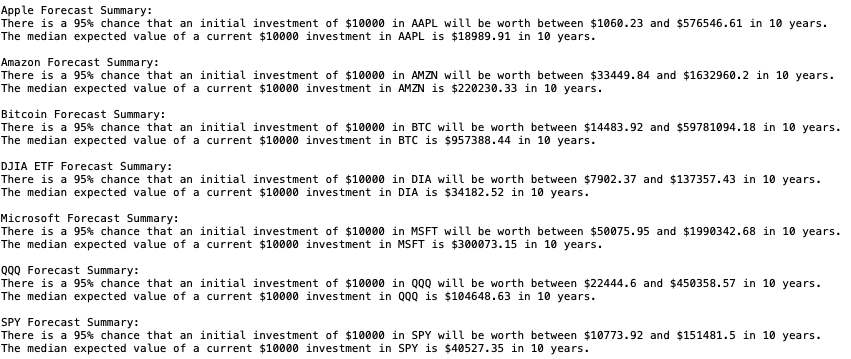 Apple Forecast Summary:
There is a 95% chance that an initial investment of $10000 in AAPL will be worth between $1060.23 and $576546.61 in 10 years.
The median expected value of a current $10000 investment in AAPL is $18989.91 in 10 years.
Amazon Forecast Summary:
There is a 95% chance that an initial investment of $10000 in AMZN will be worth between $33449.84 and $1632960.2 in 10 years.
The median expected value of a current $10000 investment in AMZN is $220230.33 in 10 years.
Bitcoin Forecast Summary:
There is a 95% chance that an initial investment of $10000 in BTC will be worth between $14483.92 and $59781094.18 in 10 years.
The median expected value of a current $10000 investment in BTC is $957388.44 in 10 years.
DJIA ETF Forecast Summary:
There is a 95% chance that an initial investment of $10000 in DIA will be worth between $7902.37 and $137357.43 in 10 years.
The median expected value of a current $10000 investment in DIA is $34182.52 in 10 years.
Microsoft Forecast Summary:
There is a 95% chance that an initial investment of $10000 in MSFT will be worth between $50075.95 and $1990342.68 in 10 years.
The median expected value of a current $10000 investment in MSFT is $300073.15 in 10 years.
QQQ Forecast Summary:
There is a 95% chance that an initial investment of $10000 in QQQ will be worth between $22444.6 and $450358.57 in 10 years.
The median expected value of a current $10000 investment in QQQ is $104648.63 in 10 years.
SPY Forecast Summary:
There is a 95% chance that an initial investment of $10000 in SPY will be worth between $10773.92 and $151481.5 in 10 years.
The median expected value of a current $10000 investment in SPY is $40527.35 in 10 years.